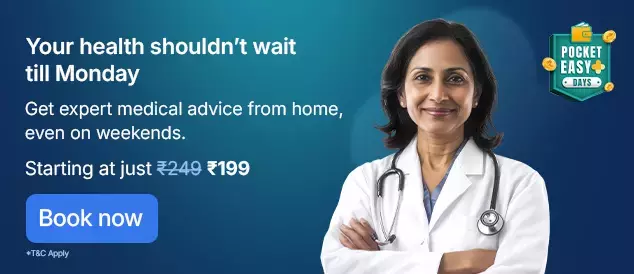 Your health shouldn’t wait
till Monday
Get expert medical advice from home,
even on weekends.
Starting at just ₹249 ₹199
Book now
*T&C Apply
POCKET
EASY+
DAYS